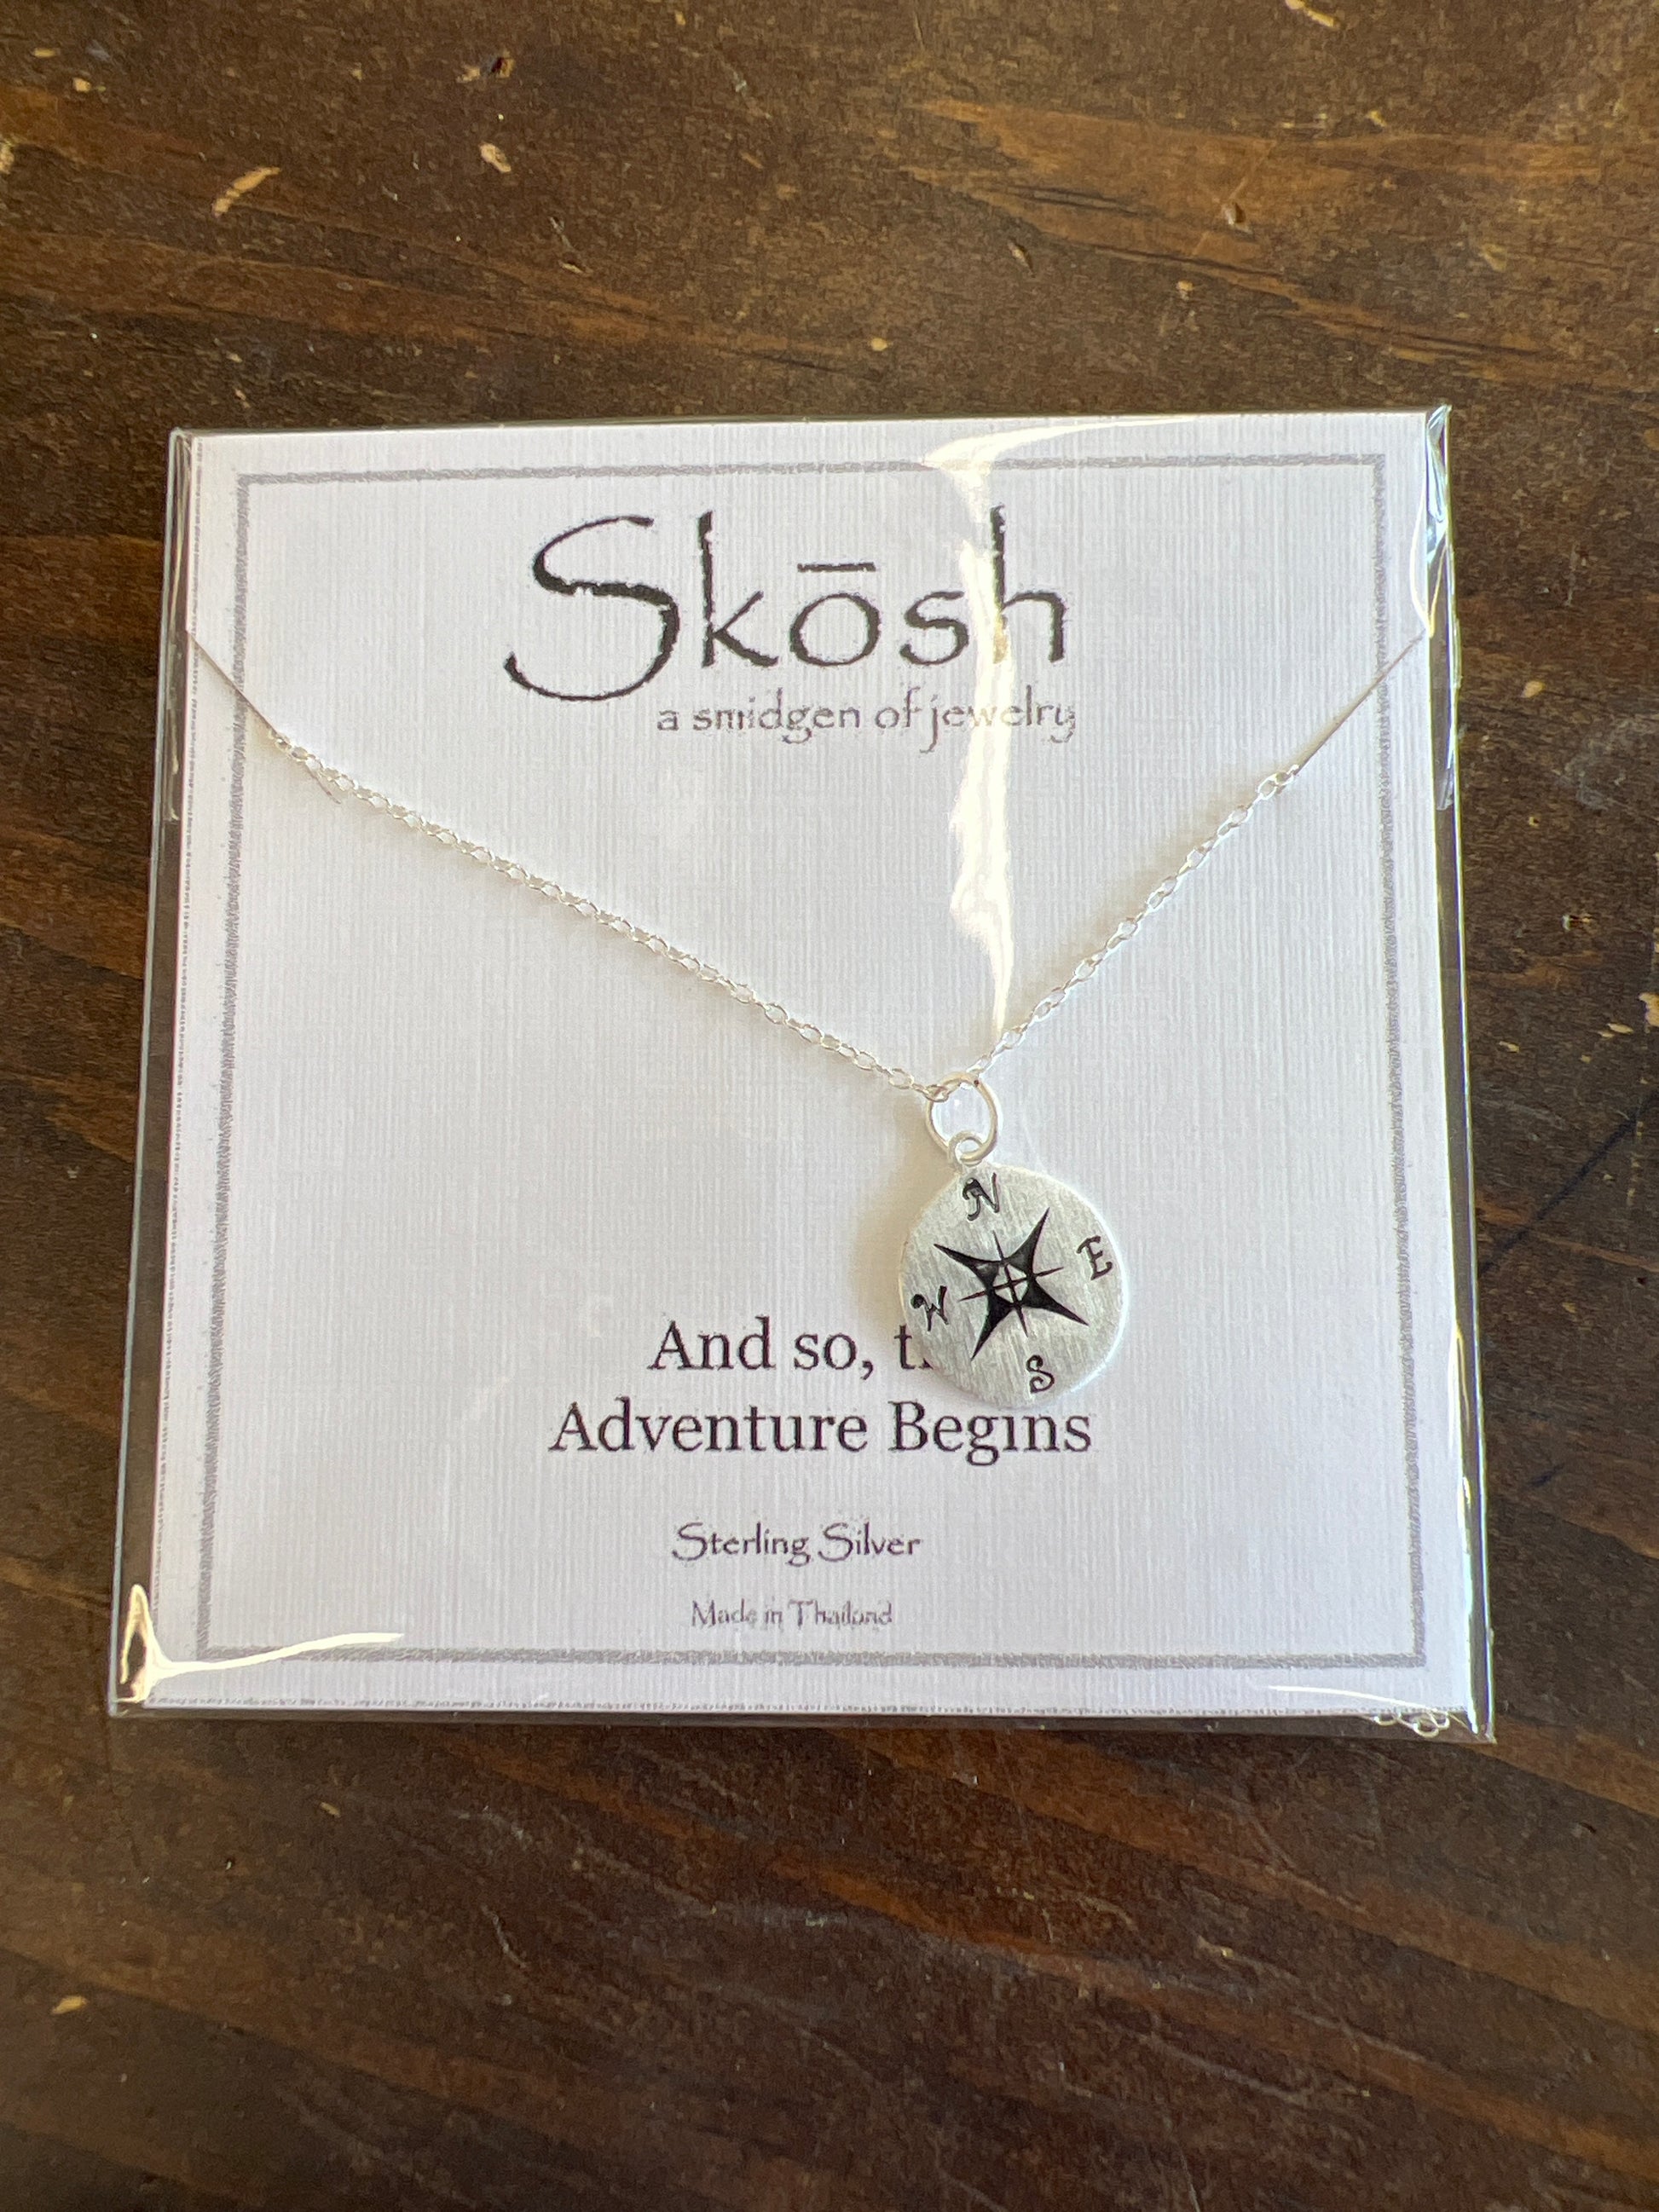 Skōsh
a smidgen of jewelry
N
E
W
S
And so,
Adventure Begins
Sterling Silver
Made in Thailand